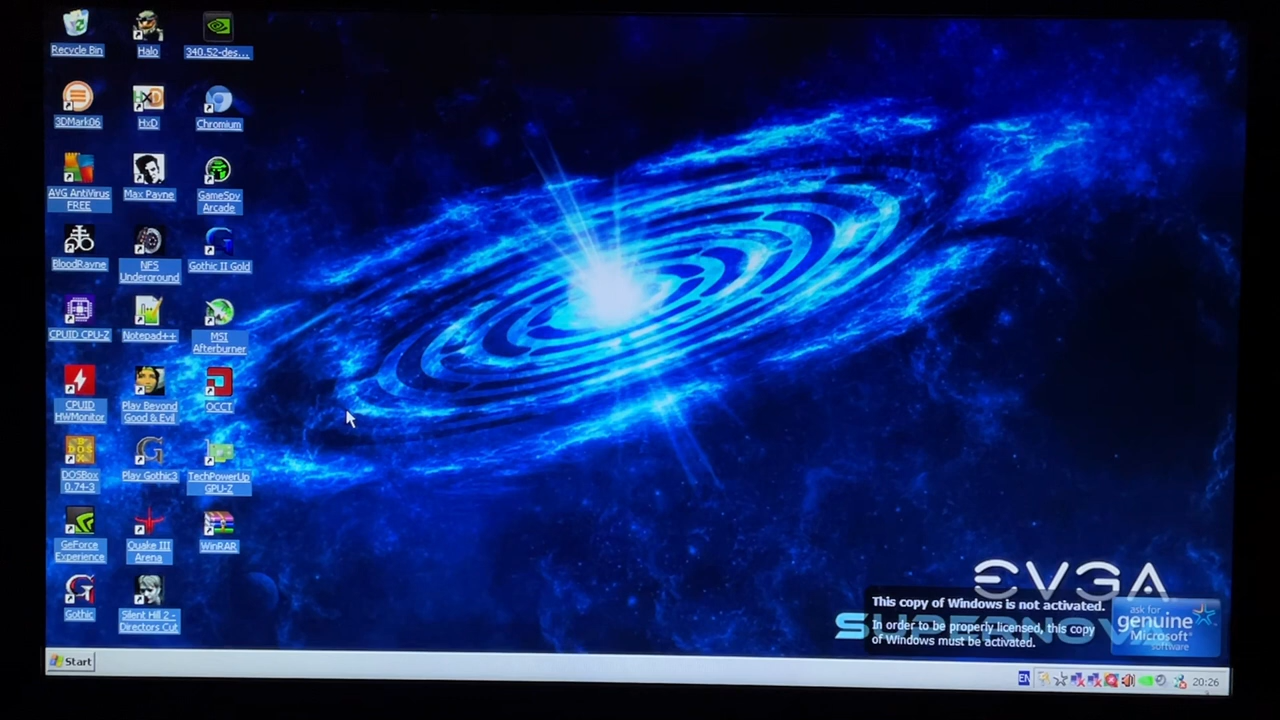 Recycle Bin
Halo
340.52-des...
3DMark06
HxD
Chromium
AVG AntiVirus
FREE
Max Payne
GameSpy
Arcade
BloodRayne
NFS
Underground
Gothic II Gold
CPUID CPU-Z
Notepad++
MSI
Afterburner
CPUID
HWMonitor
Play Beyond
Good & Evil
OCCT
DOSBox
0.74-3
Play Gothic3
TechPowerUp
GPU-Z
GeForce
Experience
Quake III
Arena
WinRAR
Gothic
Silent Hill 2 -
Directors Cut
EVGA
SUPERNOVA
This copy of Windows is not activated.
In order to be properly licensed, this copy
of Windows must be activated.
ask for
genuine
Microsoft®
software
Start
EN
20:26